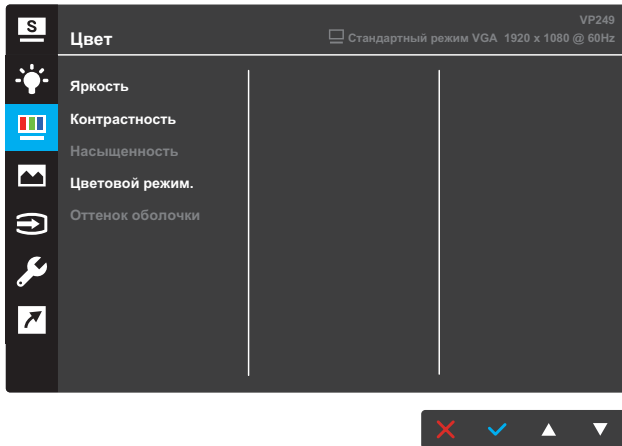 S
VP249
Цвет
Стандартный режим VGA 1920 x 1080 @ 60Hz
Яркость
Контрастность
Насыщенность
Цветовой режим.
Оттенок оболочки